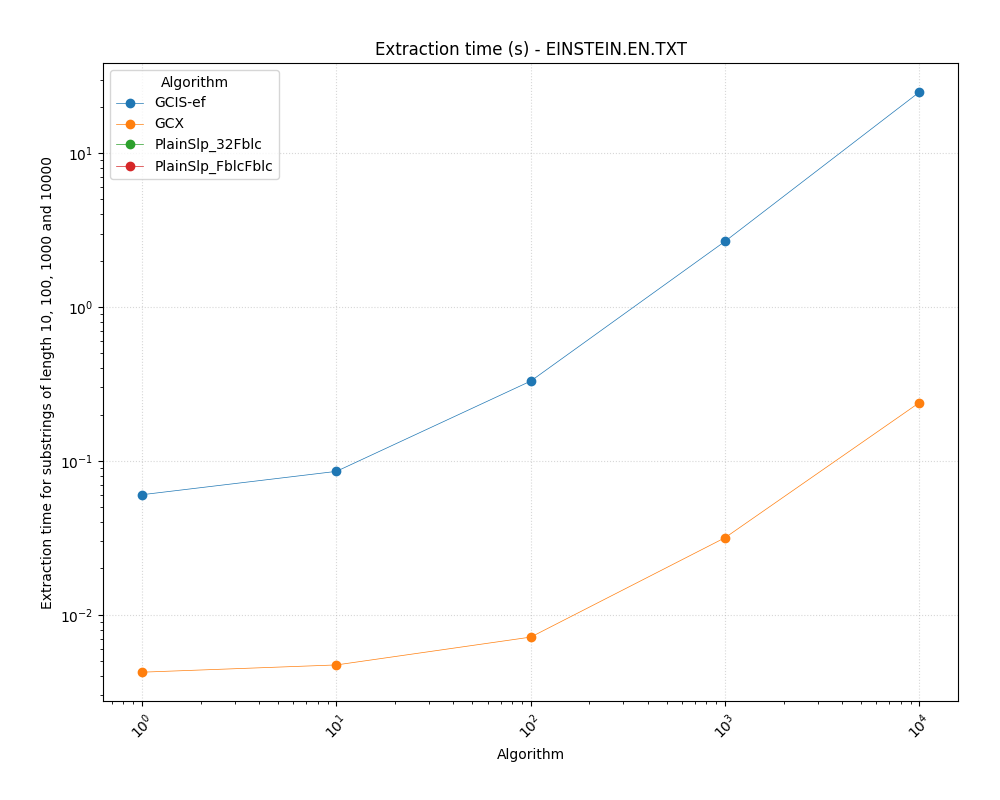 Extraction time (s) - EINSTEIN.EN.TXT
Algorithm
GCIS-ef
GCX
PlainSlp_32Fblc
PlainSlp_FblcFblc
Extraction time for substrings of length 10, 100, 1000 and 10000
10¹
10⁰
10⁻¹
10⁻²
10⁰
10¹
10²
10³
10⁴
Algorithm